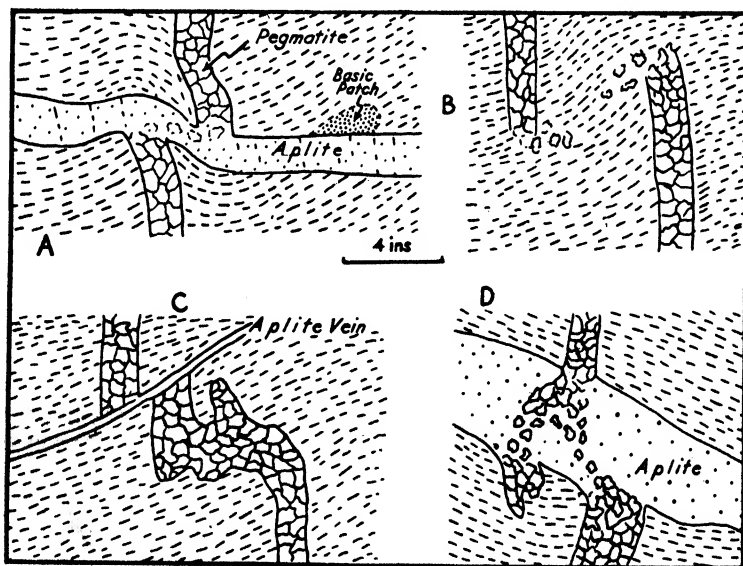 Pegmatite
Basic
Patch
B
Aplite
A
4 ins
C
D
Aplite Vein
Aplite